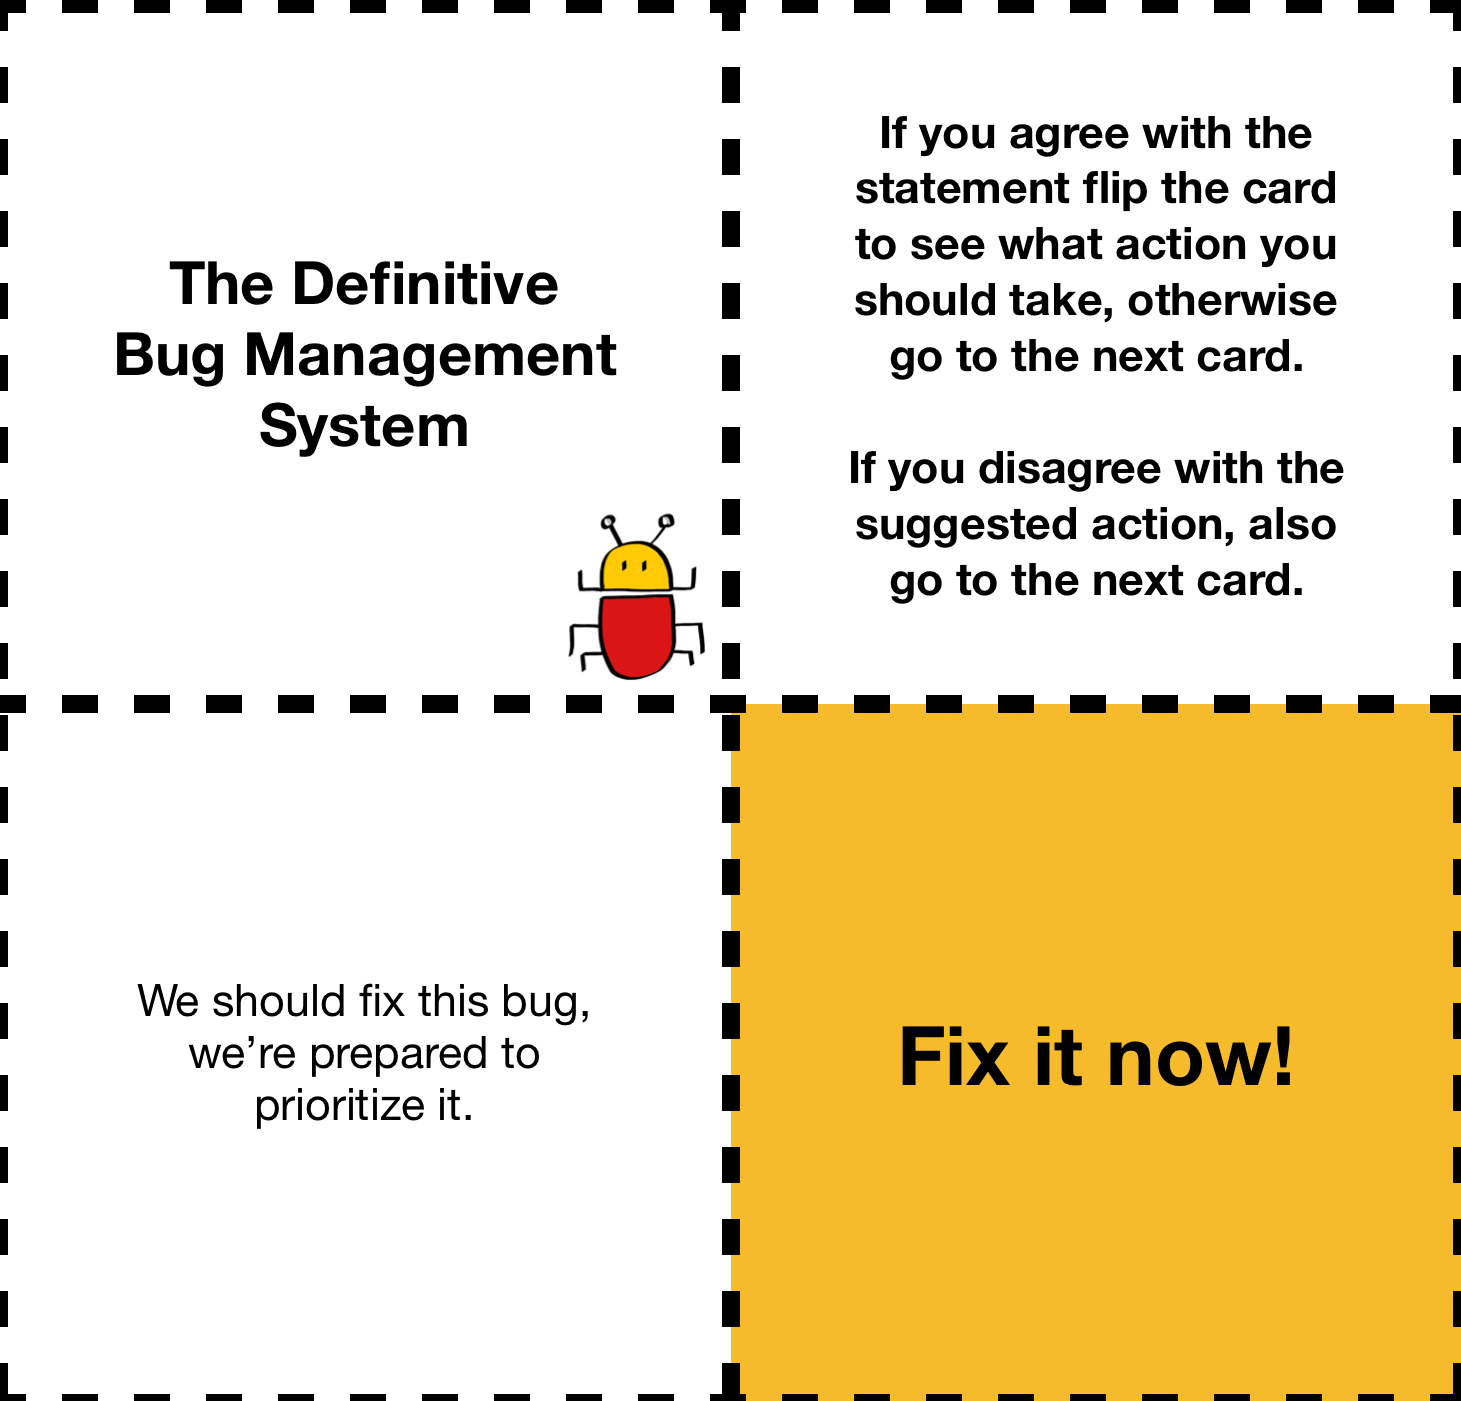 The Definitive
Bug Management
System
If you agree with the
statement flip the card
to see what action you
should take, otherwise
go to the next card.
If you disagree with the
suggested action, also
go to the next card.
We should fix this bug,
we’re prepared to
prioritize it.
Fix it now!